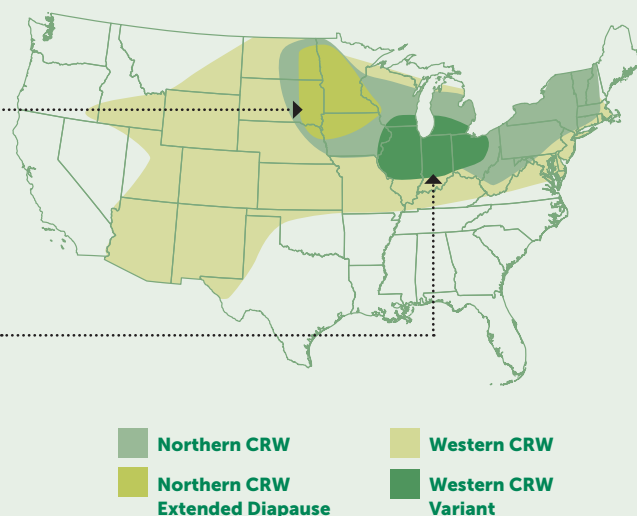 Northern CRW
Western CRW
Northern CRW
Extended Diapause
Western CRW
Variant